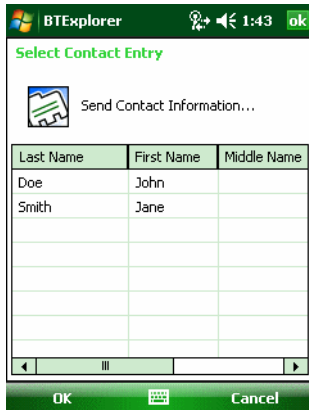 BTExplorer 1:43 ok
Select Contact Entry
Send Contact Information...
Last Name First Name Middle Name
Doe John
Smith Jane
OK Cancel